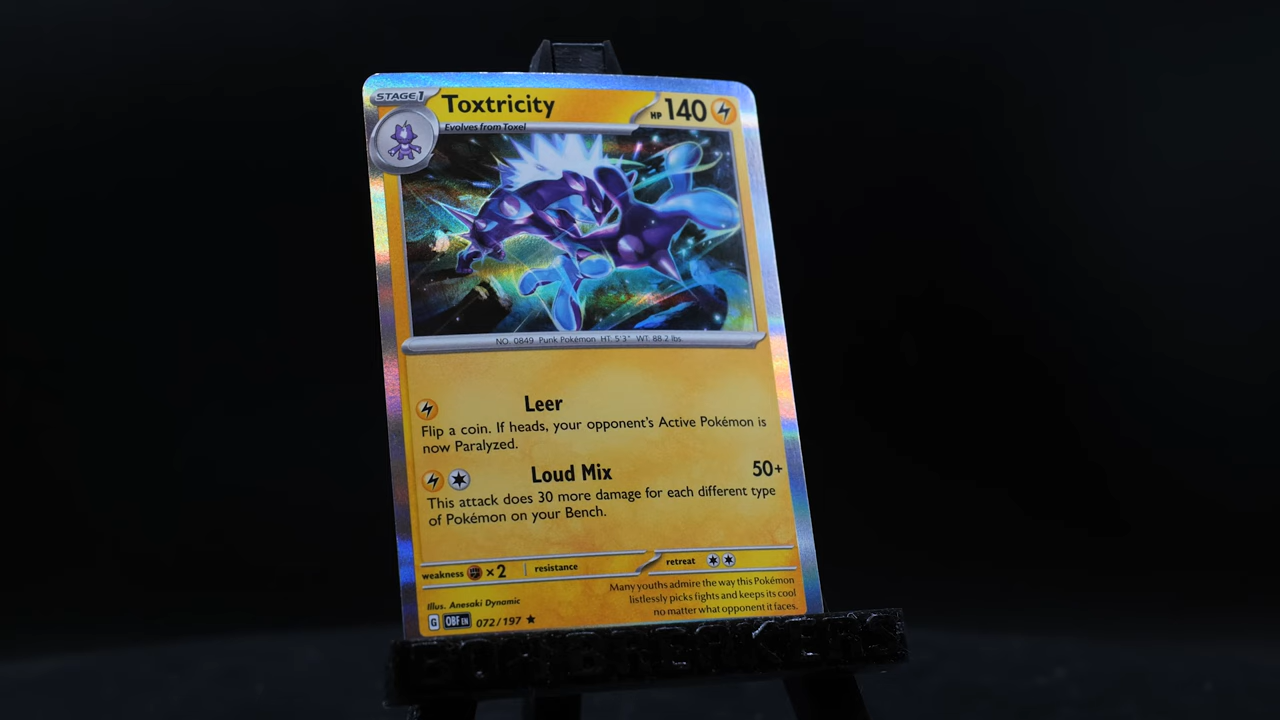 STAGE 1 Toxtricity HP 140
Evolves from Toxel
NO. 0849 Punk Pokémon HT: 5'3" WT: 88.2 lbs.
Leer
Flip a coin. If heads, your opponent's Active Pokémon is
now Paralyzed.
Loud Mix 50+
This attack does 30 more damage for each different type
of Pokémon on your Bench.
weakness ×2 resistance retreat
Many youths admire the way this Pokémon
listlessly picks fights and keeps its cool
no matter what opponent it faces.
Illus. Anesaki Dynamic
G OBF EN 072/197 ★